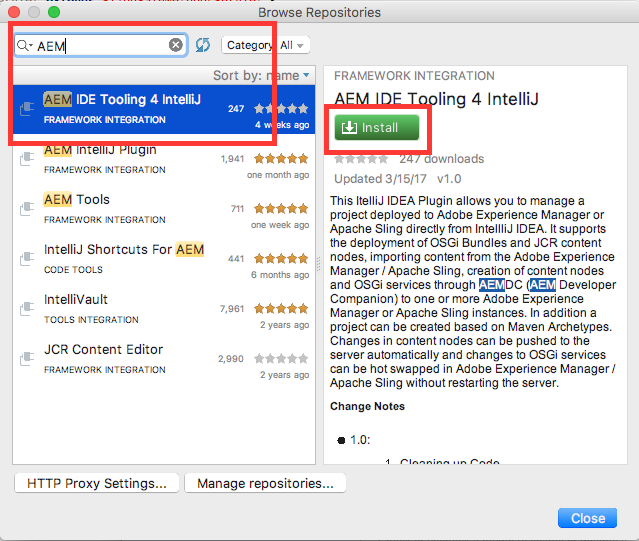 Browse Repositories
AEM
Category: All
Sort by: name
AEM IDE Tooling 4 IntelliJ
247
FRAMEWORK INTEGRATION
4 weeks ago
AEM IntelliJ Plugin
1,941
FRAMEWORK INTEGRATION
one month ago
AEM Tools
711
FRAMEWORK INTEGRATION
one week ago
IntelliJ Shortcuts For AEM
441
CODE TOOLS
6 months ago
IntelliVault
7,961
TOOLS INTEGRATION
2 years ago
JCR Content Editor
2,990
FRAMEWORK INTEGRATION
2 years ago
FRAMEWORK INTEGRATION
AEM IDE Tooling 4 IntelliJ
Install
247 downloads
Updated 3/15/17 v1.0
This ItelliJ IDEA Plugin allows you to manage a
project deployed to Adobe Experience Manager or
Apache Sling directly from IntellliJ IDEA. It supports
the deployment of OSGi Bundles and JCR content
nodes, importing content from the Adobe Experience
Manager / Apache Sling, creation of content nodes
and OSGi services through AEMDC (AEM Developer
Companion) to one or more Adobe Experience
Manager or Apache Sling instances. In addition a
project can be created based on Maven Archetypes.
Changes in content nodes can be pushed to the
server automatically and changes to OSGi services
can be hot swapped in Adobe Experience Manager /
Apache Sling without restarting the server.
Change Notes
1.0:
1. Cleaning up Code
HTTP Proxy Settings...
Manage repositories...
Close